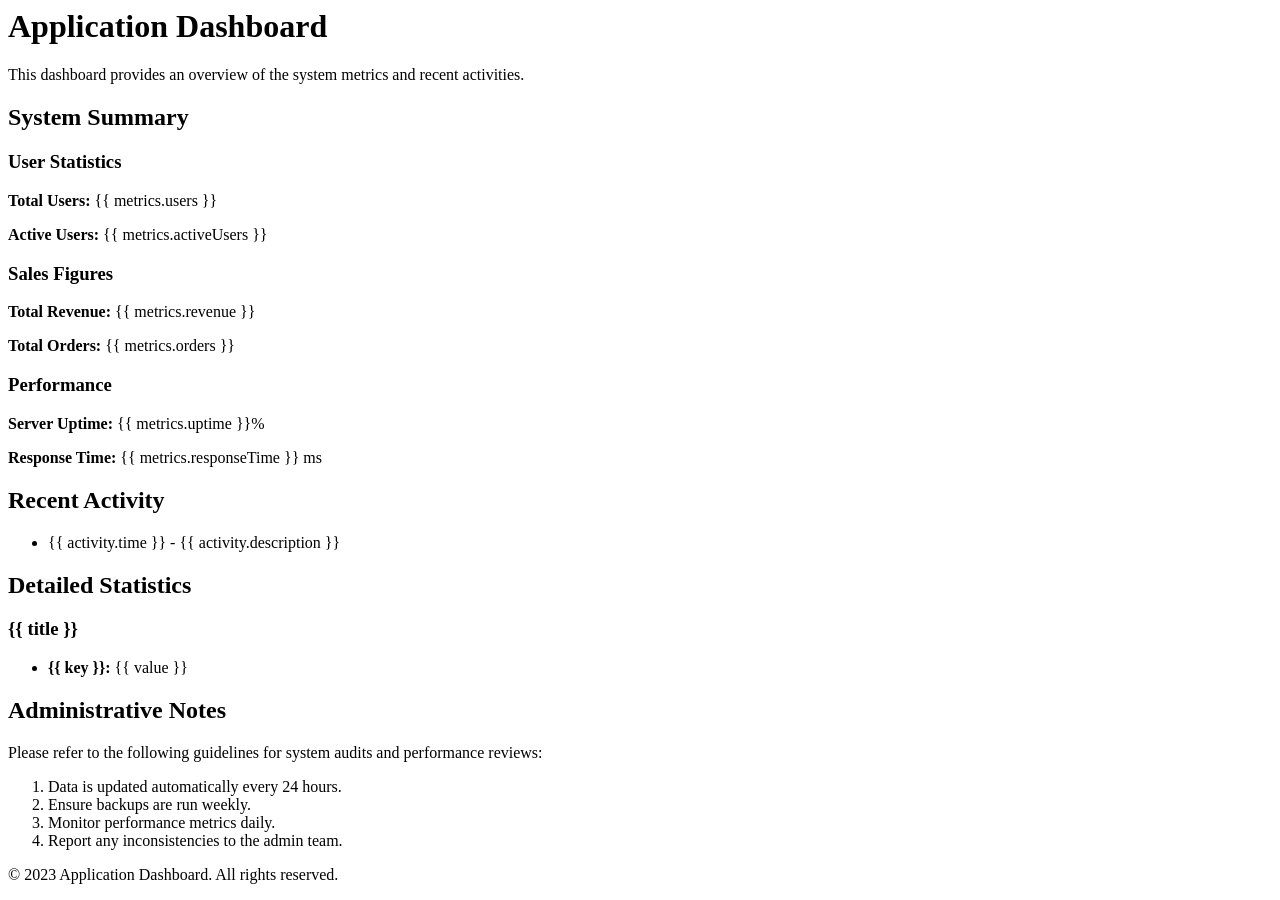 Application Dashboard
This dashboard provides an overview of the system metrics and recent activities.
System Summary
User Statistics
Total Users: {{ metrics.users }}
Active Users: {{ metrics.activeUsers }}
Sales Figures
Total Revenue: {{ metrics.revenue }}
Total Orders: {{ metrics.orders }}
Performance
Server Uptime: {{ metrics.uptime }}%
Response Time: {{ metrics.responseTime }} ms
Recent Activity
• {{ activity.time }} - {{ activity.description }}
Detailed Statistics
{{ title }}
• {{ key }}: {{ value }}
Administrative Notes
Please refer to the following guidelines for system audits and performance reviews:
1. Data is updated automatically every 24 hours.
2. Ensure backups are run weekly.
3. Monitor performance metrics daily.
4. Report any inconsistencies to the admin team.
© 2023 Application Dashboard. All rights reserved.